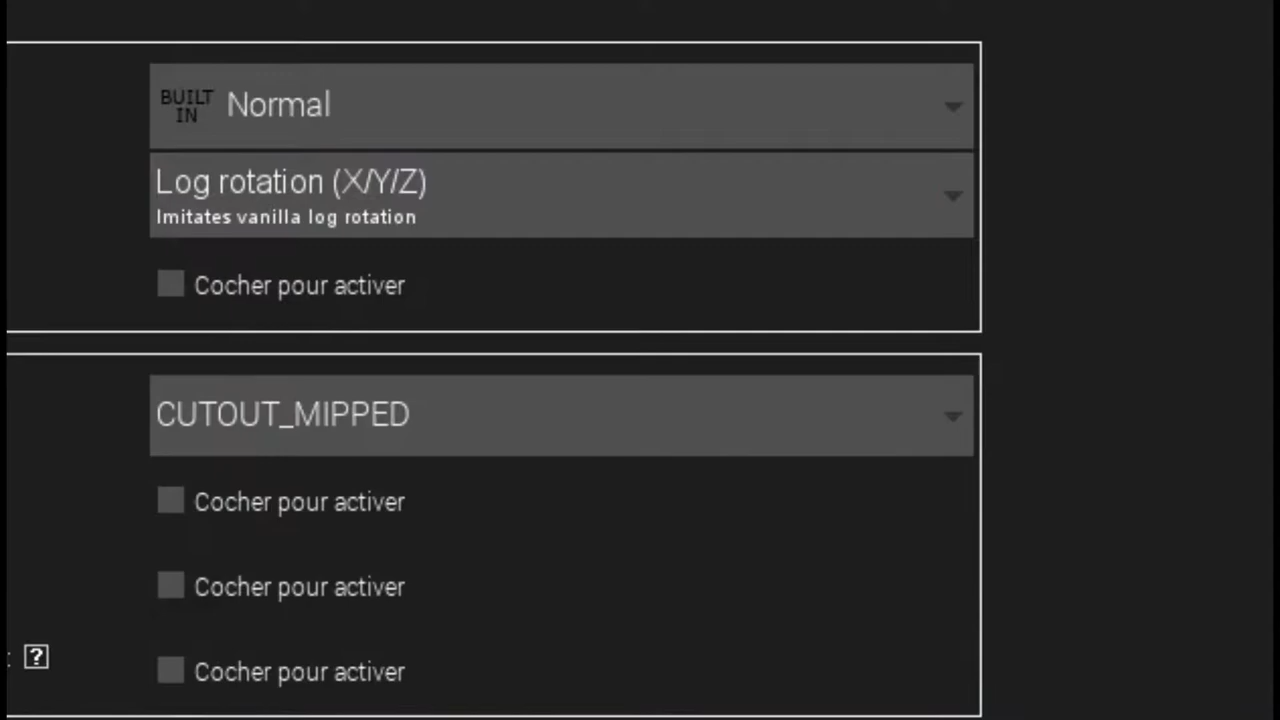 BUILT
IN
Normal
Log rotation (X/Y/Z)
Imitates vanilla log rotation
Cocher pour activer
CUTOUT_MIPPED
Cocher pour activer
Cocher pour activer
: ?
Cocher pour activer